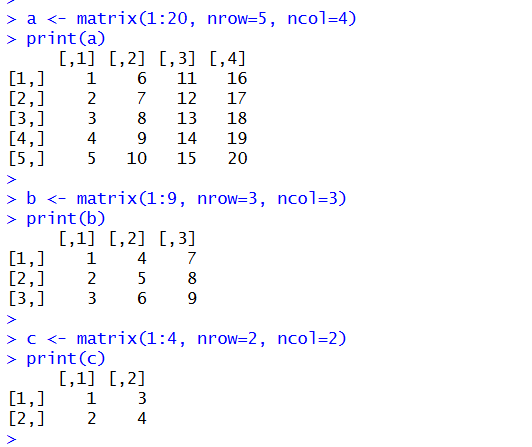 >
> a <- matrix(1:20, nrow=5, ncol=4)
> print(a)
     [,1] [,2] [,3] [,4]
[1,]    1    6   11   16
[2,]    2    7   12   17
[3,]    3    8   13   18
[4,]    4    9   14   19
[5,]    5   10   15   20
>
> b <- matrix(1:9, nrow=3, ncol=3)
> print(b)
     [,1] [,2] [,3]
[1,]    1    4    7
[2,]    2    5    8
[3,]    3    6    9
>
> c <- matrix(1:4, nrow=2, ncol=2)
> print(c)
     [,1] [,2]
[1,]    1    3
[2,]    2    4
>